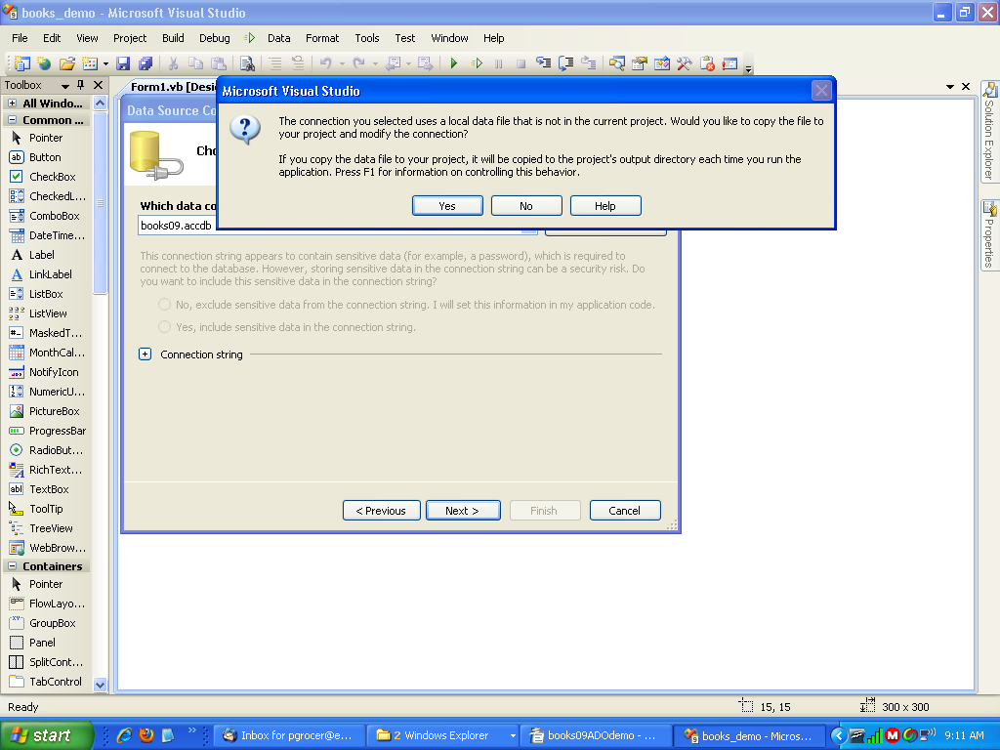 books_demo - Microsoft Visual Studio
File Edit View Project Build Debug Data Format Tools Test Window Help
Toolbox
All Windo...
Common ...
Pointer
Button
CheckBox
CheckedL...
ComboBox
DateTime...
Label
LinkLabel
ListBox
ListView
MaskedT...
MonthCal...
NotifyIcon
NumericU...
PictureBox
ProgressBar
RadioBut...
RichText...
TextBox
ToolTip
TreeView
WebBrow...
Containers
Pointer
FlowLayo...
GroupBox
Panel
SplitCont...
TabControl
Form1.vb [Desi
Data Source Co
Cho
Microsoft Visual Studio
The connection you selected uses a local data file that is not in the current project. Would you like to copy the file to
your project and modify the connection?
If you copy the data file to your project, it will be copied to the project's output directory each time you run the
application. Press F1 for information on controlling this behavior.
Yes No Help
Which data co
books09.accdb
This connection string appears to contain sensitive data (for example, a password), which is required to
connect to the database. However, storing sensitive data in the connection string can be a security risk. Do
you want to include this sensitive data in the connection string?
No, exclude sensitive data from the connection string. I will set this information in my application code.
Yes, include sensitive data in the connection string.
Connection string
< Previous Next > Finish Cancel
Solution Explorer
Properties
Ready 15, 15 300 x 300
start Inbox for pgrocer@e... 2 Windows Explorer books09ADOdemo - ... books_demo - Micros... 9:11 AM